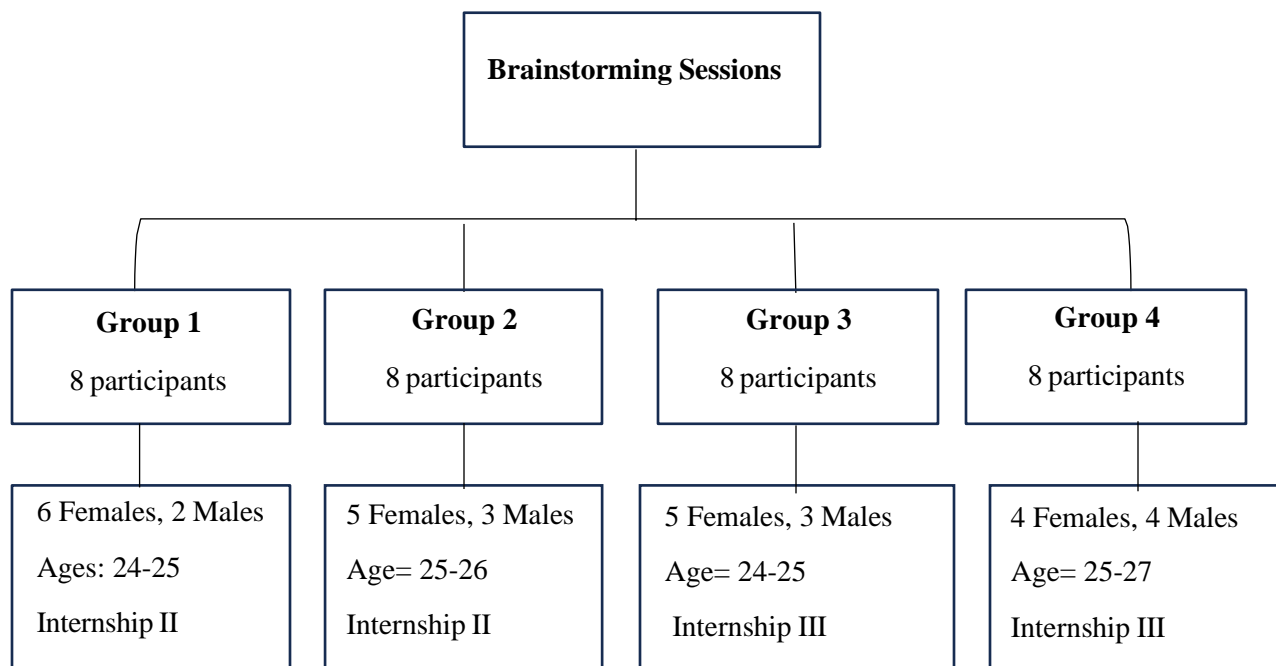 Brainstorming Sessions
Group 1
8 participants
Group 2
8 participants
Group 3
8 participants
Group 4
8 participants
6 Females, 2 Males
Ages: 24-25
Internship II
5 Females, 3 Males
Age= 25-26
Internship II
5 Females, 3 Males
Age= 24-25
Internship III
4 Females, 4 Males
Age= 25-27
Internship III